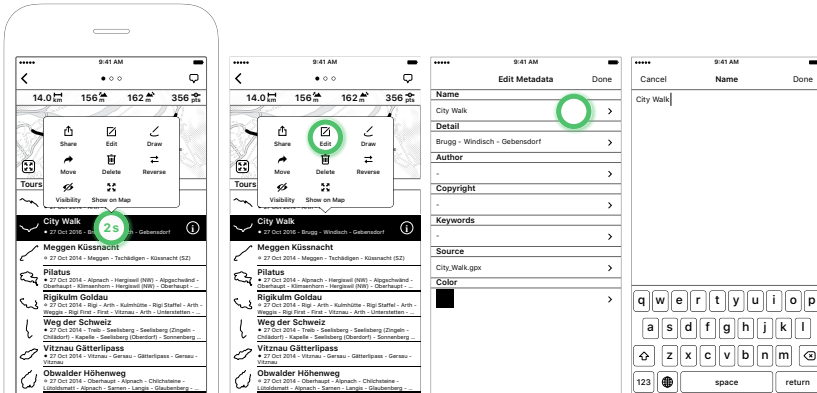 9:41 AM
14.0 km 156 m 162 m 356 pts
Share Edit Draw
Move Delete Reverse
Visibility Show on Map
Tours
City Walk
2s
• 27 Oct 2016 - Br - Gebensdorf
Meggen Küssnacht
27 Oct 2014 - Meggen - Tschädigen - Küssnacht (SZ)
Pilatus
27 Oct 2014 - Alpnach - Hergiswil (NW) - Alpgschwänd -
Oberhaupt - Klimsenhorn - Hergiswil (NW) - Oberhaupt - ...
Rigikulm Goldau
27 Oct 2014 - Rigi - Arth - Kulmhütte - Rigi Staffel - Arth -
Weggis - Rigi First - First - Vitznau - Arth - Unterstetten - ...
Weg der Schweiz
27 Oct 2014 - Treib - Seelisberg - Seelisberg (Zingeln -
Chilädorf) - Kapelle - Seelisberg (Oberdorf) - Sonnenberg ...
Vitznau Gätterlipass
27 Oct 2014 - Vitznau - Gersau - Gätterlipass - Gersau -
Vitznau
Obwalder Höhenweg
27 Oct 2014 - Oberhaupt - Alpnach - Chilchsteine -
Lütoldsmatt - Alpnach - Sarnen - Langis - Glaubenberg - ...
9:41 AM
14.0 km 156 m 162 m 356 pts
Share Edit Draw
Move Delete Reverse
Visibility Show on Map
Tours
City Walk
• 27 Oct 2016 - Brugg - Windisch - Gebensdorf
Meggen Küssnacht
27 Oct 2014 - Meggen - Tschädigen - Küssnacht (SZ)
Pilatus
27 Oct 2014 - Alpnach - Hergiswil (NW) - Alpgschwänd -
Oberhaupt - Klimsenhorn - Hergiswil (NW) - Oberhaupt - ...
Rigikulm Goldau
27 Oct 2014 - Rigi - Arth - Kulmhütte - Rigi Staffel - Arth -
Weggis - Rigi First - First - Vitznau - Arth - Unterstetten - ...
Weg der Schweiz
27 Oct 2014 - Treib - Seelisberg - Seelisberg (Zingeln -
Chilädorf) - Kapelle - Seelisberg (Oberdorf) - Sonnenberg ...
Vitznau Gätterlipass
27 Oct 2014 - Vitznau - Gersau - Gätterlipass - Gersau -
Vitznau
Obwalder Höhenweg
27 Oct 2014 - Oberhaupt - Alpnach - Chilchsteine -
Lütoldsmatt - Alpnach - Sarnen - Langis - Glaubenberg - ...
9:41 AM
Edit Metadata Done
Name
City Walk
Detail
Brugg - Windisch - Gebensdorf
Author
-
Copyright
-
Keywords
-
Source
City_Walk.gpx
Color
9:41 AM
Cancel Name Done
City Walk
q w e r t y u i o p
a s d f g h j k l
z x c v b n m
123 space return